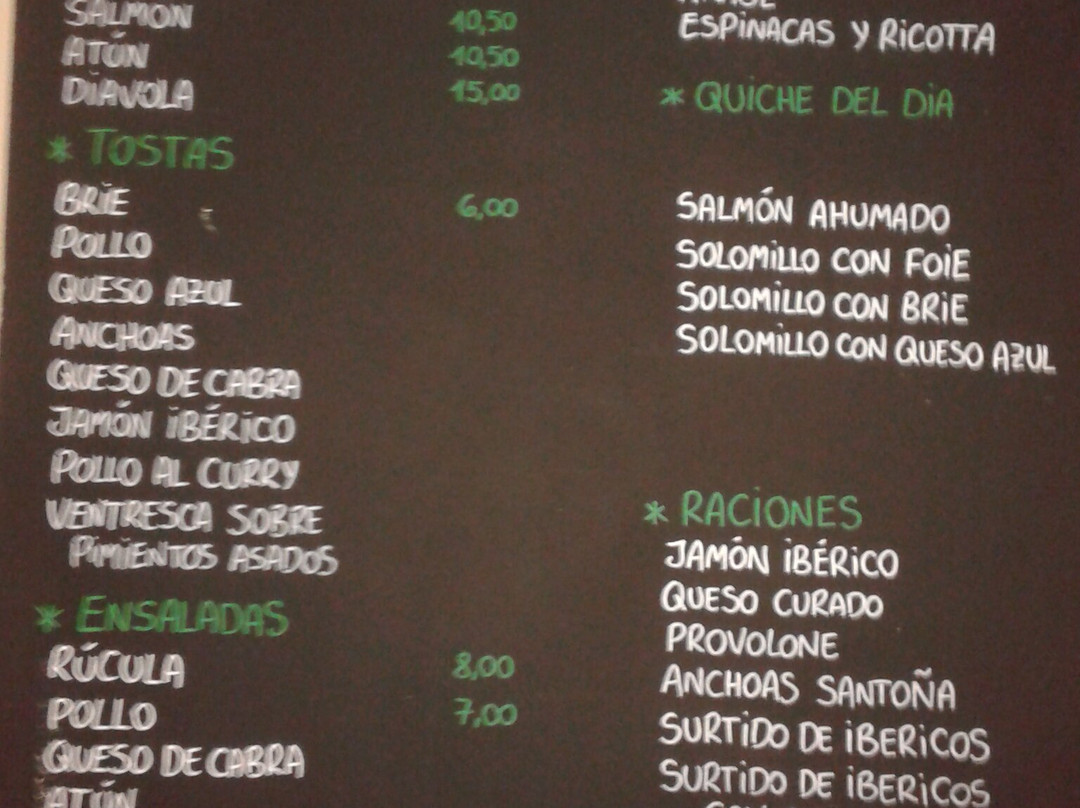 SALMÓN 10,50
ATÚN 10,50
DIAVOLA 15,00
* TOSTAS
BRIE 6,00
POLLO
QUESO AZUL
ANCHOAS
QUESO DE CABRA
JAMÓN IBÉRICO
POLLO AL CURRY
VENTRESCA SOBRE
PIMIENTOS ASADOS
* ENSALADAS
RÚCULA 8,00
POLLO 7,00
QUESO DE CABRA
ATÚN
ESPINACAS Y RICOTTA
* QUICHE DEL DIA
SALMÓN AHUMADO
SOLOMILLO CON FOIE
SOLOMILLO CON BRIE
SOLOMILLO CON QUESO AZUL
* RACIONES
JAMÓN IBÉRICO
QUESO CURADO
PROVOLONE
ANCHOAS SANTOÑA
SURTIDO DE IBERICOS
SURTIDO DE IBERICOS